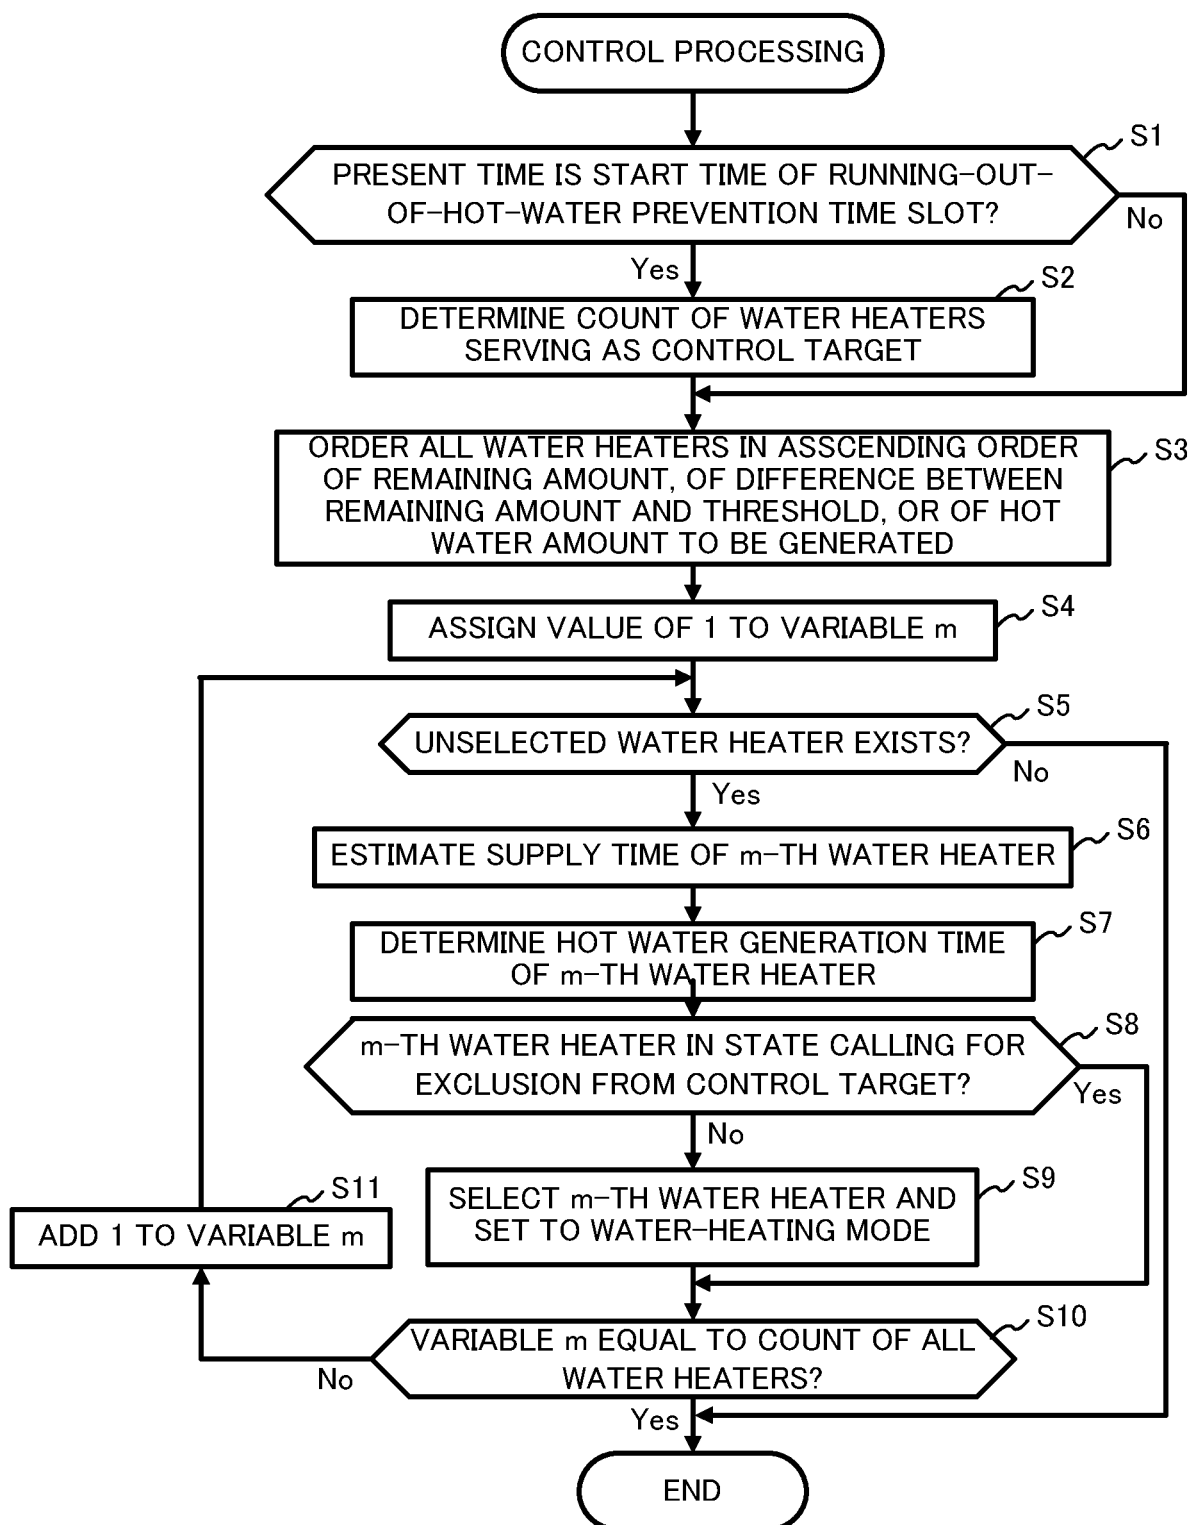 CONTROL PROCESSING
S1
PRESENT TIME IS START TIME OF RUNNING-OUT-
OF-HOT-WATER PREVENTION TIME SLOT?
No
Yes
S2
DETERMINE COUNT OF WATER HEATERS
SERVING AS CONTROL TARGET
S3
ORDER ALL WATER HEATERS IN ASSCENDING ORDER
OF REMAINING AMOUNT, OF DIFFERENCE BETWEEN
REMAINING AMOUNT AND THRESHOLD, OR OF HOT
WATER AMOUNT TO BE GENERATED
S4
ASSIGN VALUE OF 1 TO VARIABLE m
S5
UNSELECTED WATER HEATER EXISTS?
No
Yes
S6
ESTIMATE SUPPLY TIME OF m-TH WATER HEATER
S7
DETERMINE HOT WATER GENERATION TIME
OF m-TH WATER HEATER
S8
m-TH WATER HEATER IN STATE CALLING FOR
EXCLUSION FROM CONTROL TARGET?
Yes
No
S9
SELECT m-TH WATER HEATER AND
SET TO WATER-HEATING MODE
S11
ADD 1 TO VARIABLE m
S10
VARIABLE m EQUAL TO COUNT OF ALL
WATER HEATERS?
No
Yes
END